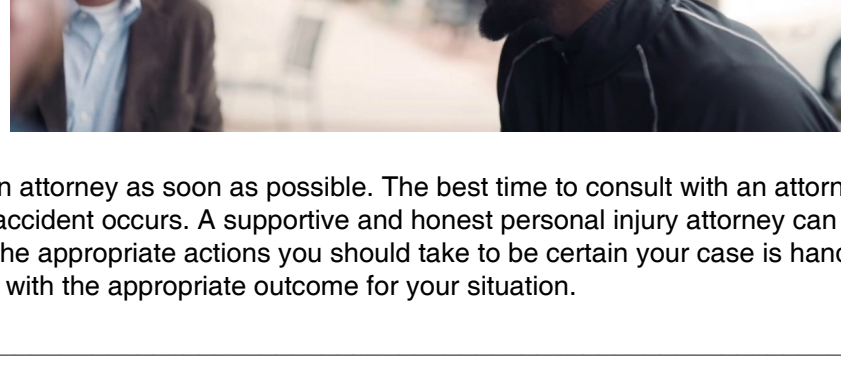 n attorney as soon as possible. The best time to consult with an attorn
accident occurs. A supportive and honest personal injury attorney can
he appropriate actions you should take to be certain your case is hand
with the appropriate outcome for your situation.